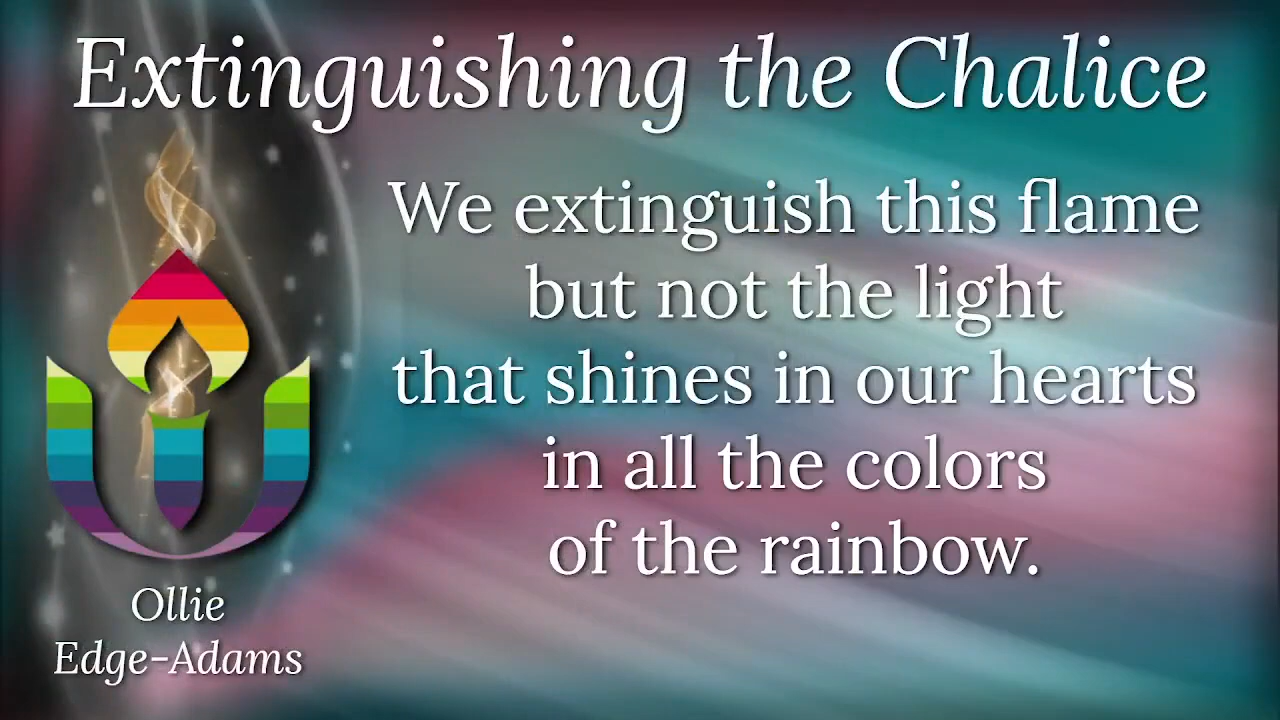 Extinguishing the Chalice
We extinguish this flame
but not the light
that shines in our hearts
in all the colors
of the rainbow.
Ollie
Edge-Adams